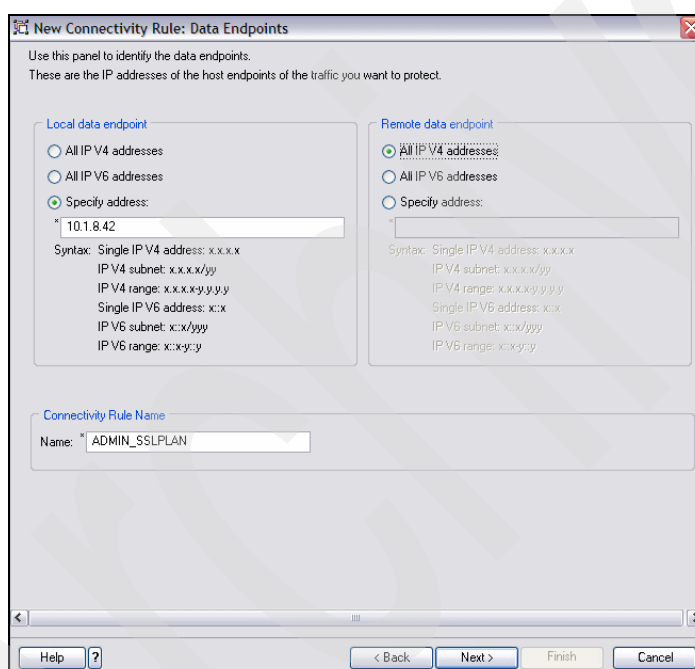 New Connectivity Rule: Data Endpoints
Use this panel to identify the data endpoints.
These are the IP addresses of the host endpoints of the traffic you want to protect.
Local data endpoint
All IP V4 addresses
All IP V6 addresses
Specify address:
* 10.1.8.42
Syntax: Single IP V4 address: x.x.x.x
IP V4 subnet: x.x.x.x/yy
IP V4 range: x.x.x.x-y.y.y.y
Single IP V6 address: x::x
IP V6 subnet: x::x/yyy
IP V6 range: x::x-y::y
Remote data endpoint
All IP V4 addresses
All IP V6 addresses
Specify address:
*
Syntax: Single IP V4 address: x.x.x.x
IP V4 subnet: x.x.x.x/yy
IP V4 range: x.x.x.x-y.y.y.y
Single IP V6 address: x::x
IP V6 subnet: x::x/yyy
IP V6 range: x::x-y::y
Connectivity Rule Name
Name: * ADMIN_SSLPLAN
Help ? < Back Next > Finish Cancel